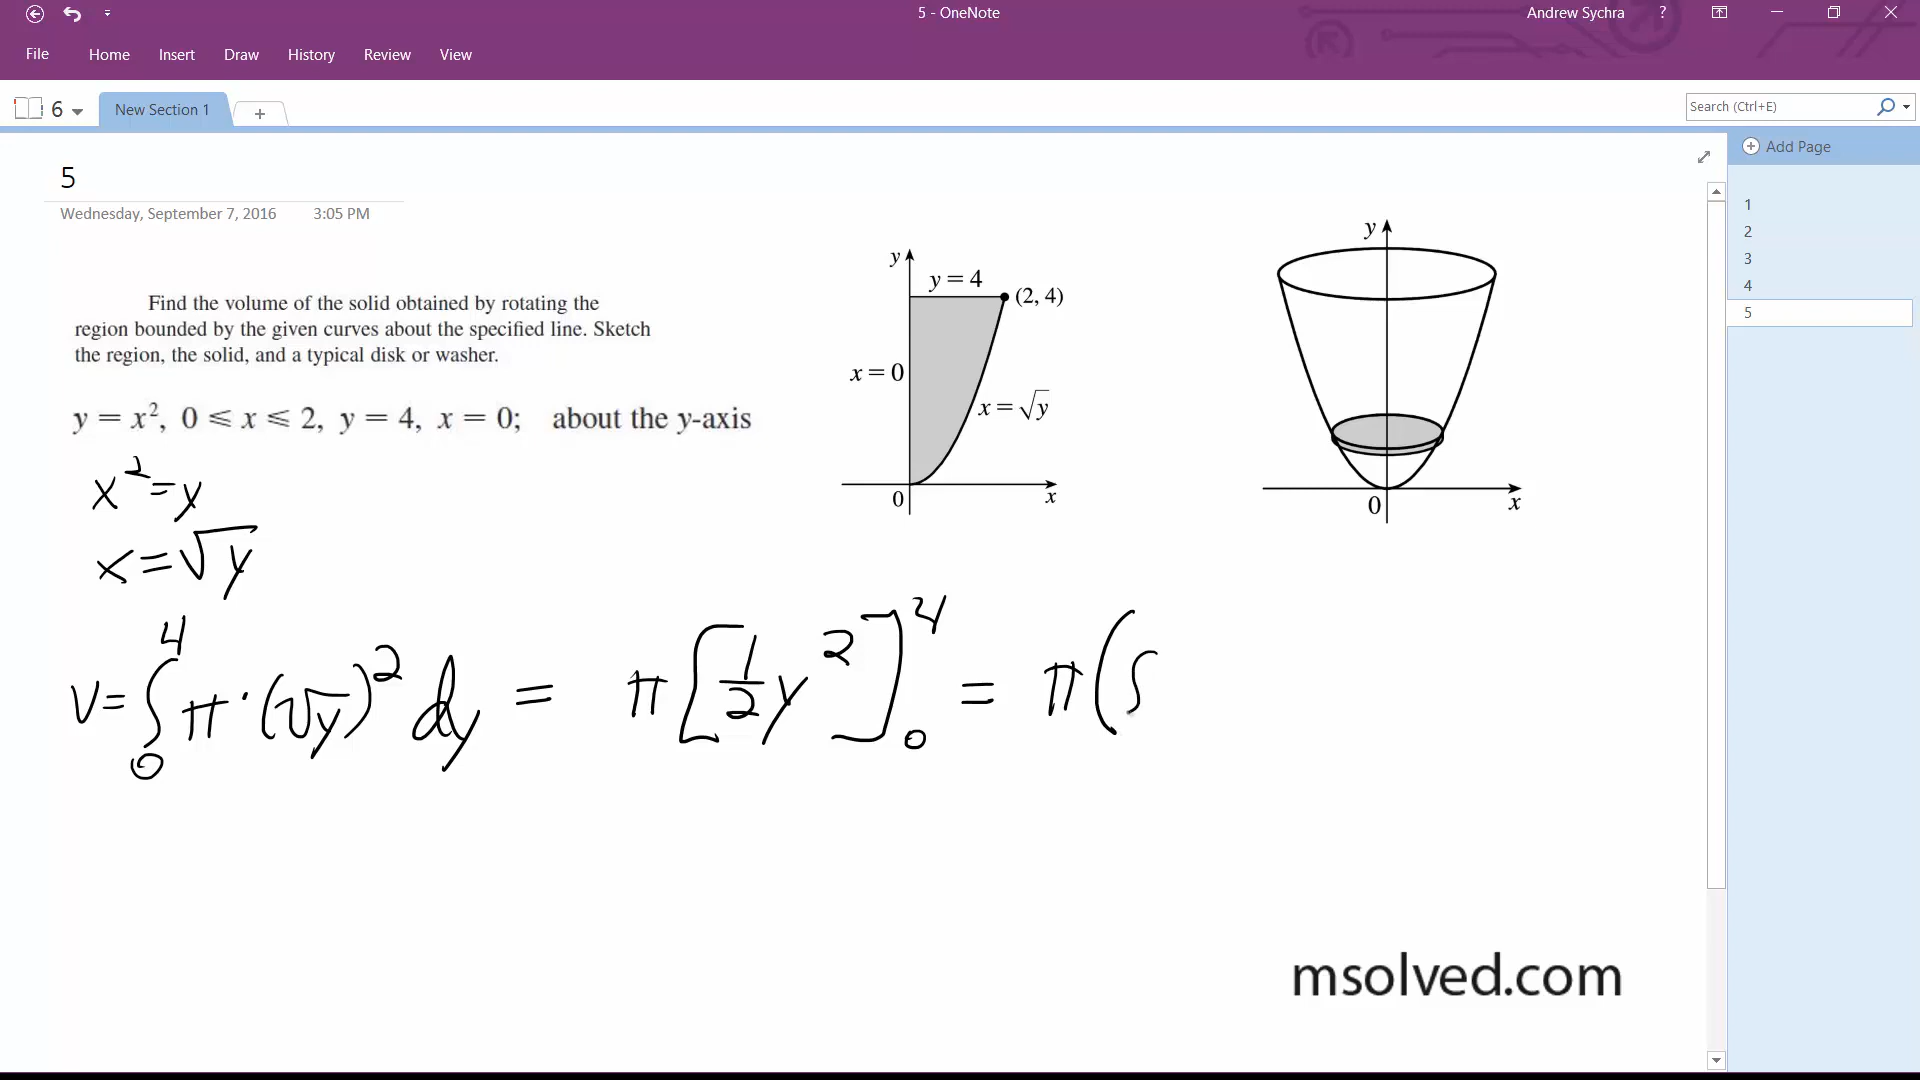 5 - OneNote
Andrew Sychra
?
File
Home
Insert
Draw
History
Review
View
6
New Section 1
+
Search (Ctrl+E)
Add Page
1
2
3
4
5
5
Wednesday, September 7, 2016 3:05 PM
Find the volume of the solid obtained by rotating the
region bounded by the given curves about the specified line. Sketch
the region, the solid, and a typical disk or washer.
y = x², 0 ⩽ x ⩽ 2, y = 4, x = 0; about the y-axis
y
y = 4
(2, 4)
x = 0
x = √y
0
x
y
0
x
x² = y
x = √y
V = ∫₀⁴ π · (√y)² dy = π [½ y²]₀⁴ = π (
msolved.com